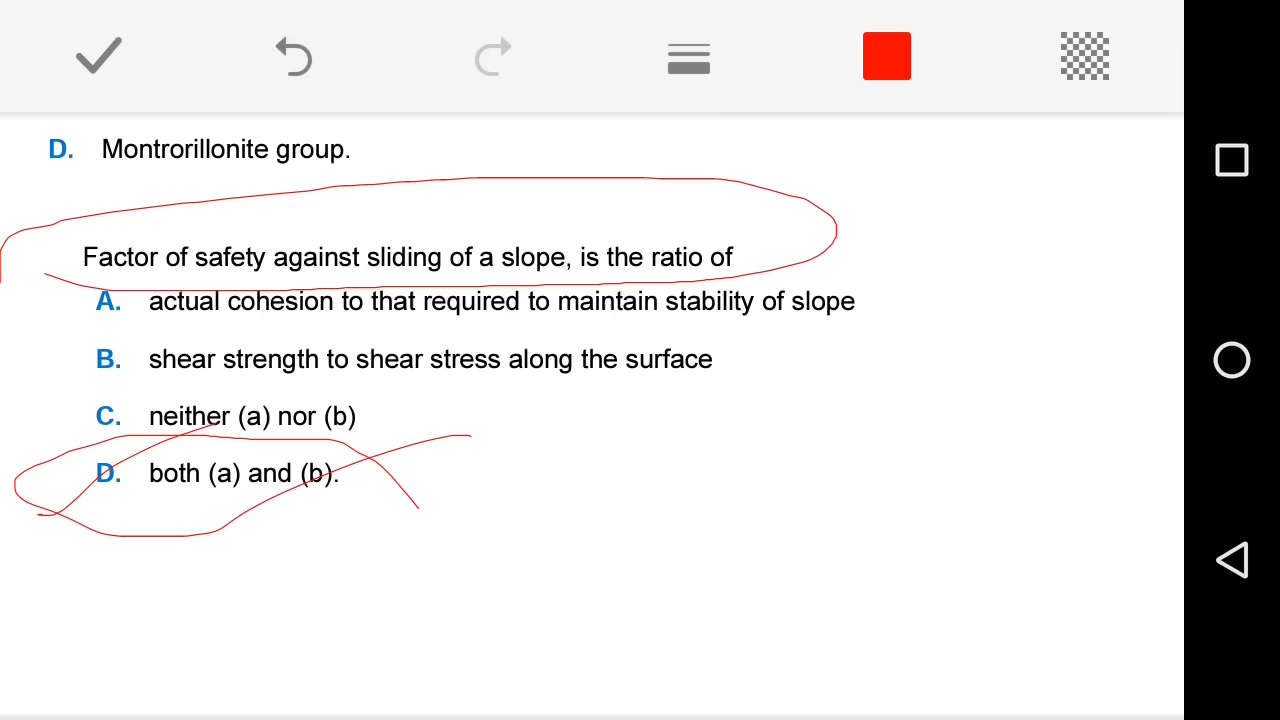 D. Montrorillonite group.
Factor of safety against sliding of a slope, is the ratio of
A. actual cohesion to that required to maintain stability of slope
B. shear strength to shear stress along the surface
C. neither (a) nor (b)
D. both (a) and (b).